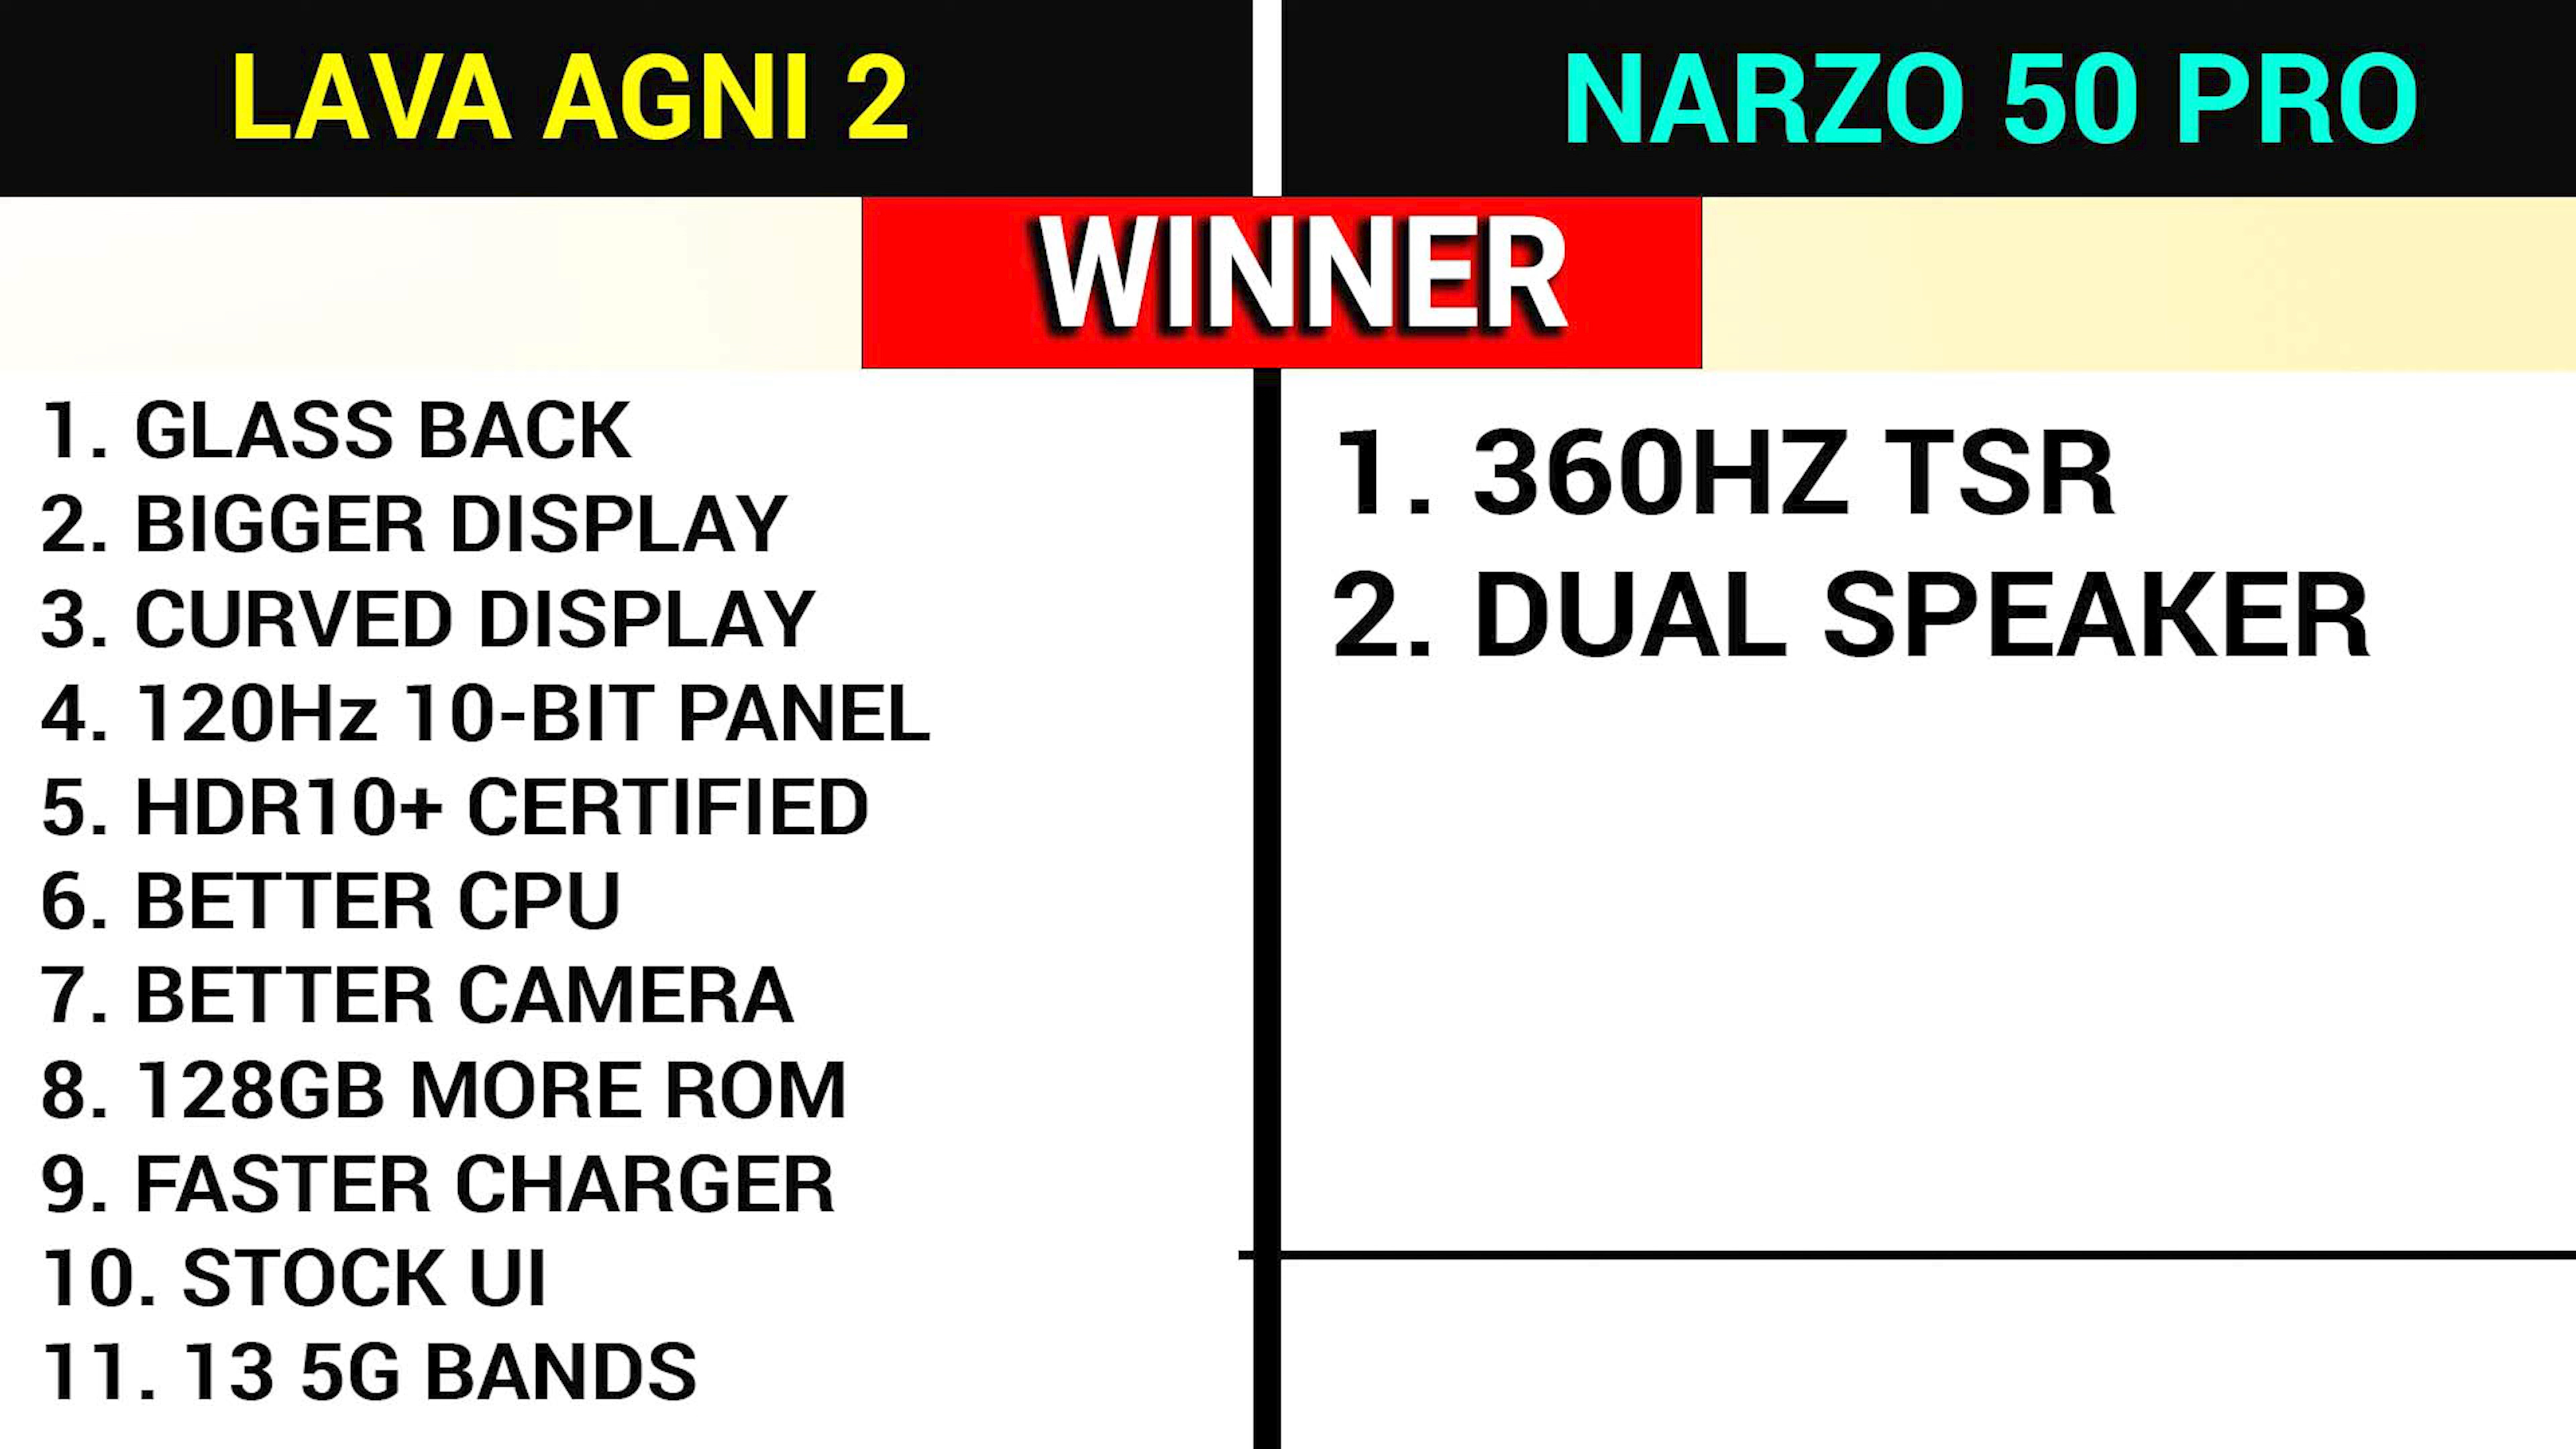 LAVA AGNI 2
NARZO 50 PRO
WINNER
1. GLASS BACK
2. BIGGER DISPLAY
3. CURVED DISPLAY
4. 120Hz 10-BIT PANEL
5. HDR10+ CERTIFIED
6. BETTER CPU
7. BETTER CAMERA
8. 128GB MORE ROM
9. FASTER CHARGER
10. STOCK UI
11. 13 5G BANDS
1. 360HZ TSR
2. DUAL SPEAKER